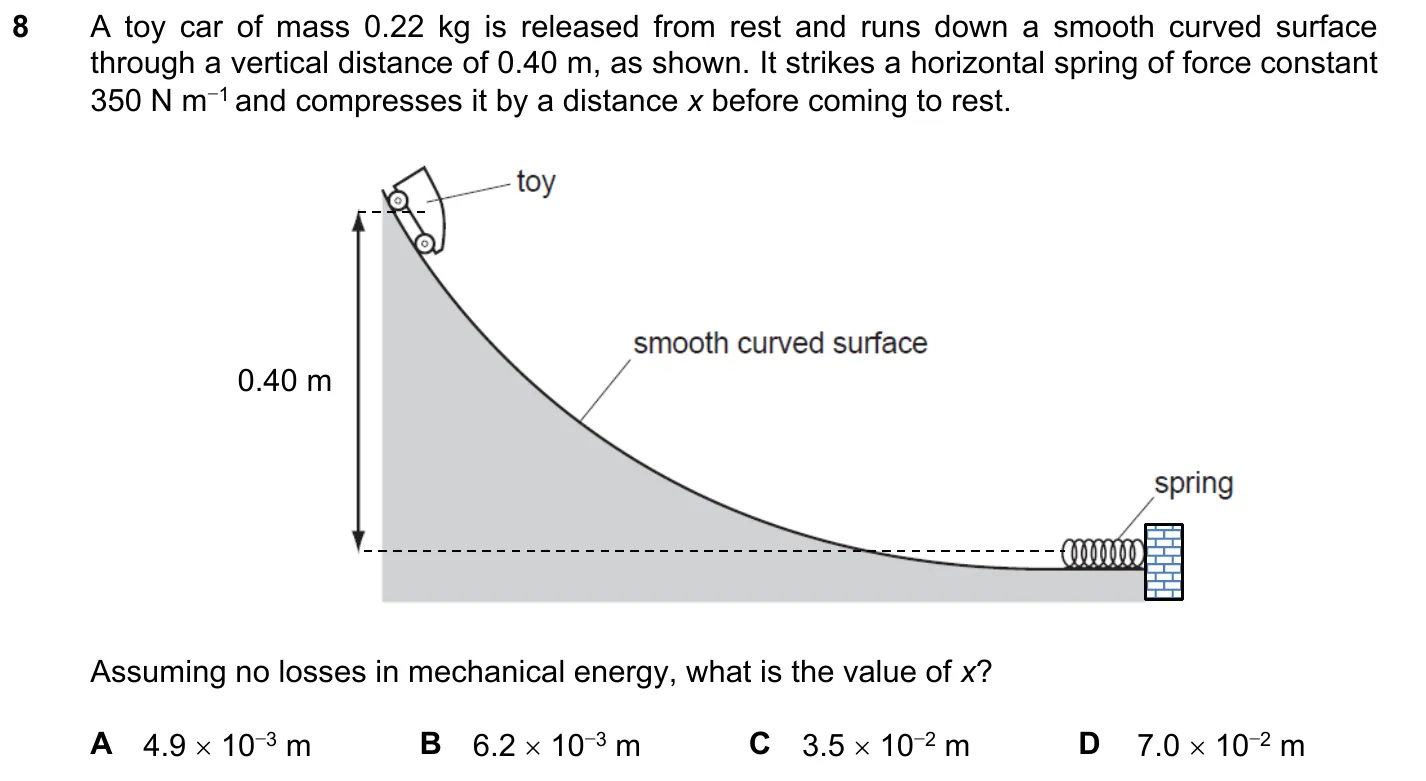 8 A toy car of mass 0.22 kg is released from rest and runs down a smooth curved surface
through a vertical distance of 0.40 m, as shown. It strikes a horizontal spring of force constant
350 N m⁻¹ and compresses it by a distance x before coming to rest.
toy
smooth curved surface
0.40 m
spring
Assuming no losses in mechanical energy, what is the value of x?
A 4.9 × 10⁻³ m B 6.2 × 10⁻³ m C 3.5 × 10⁻² m D 7.0 × 10⁻² m